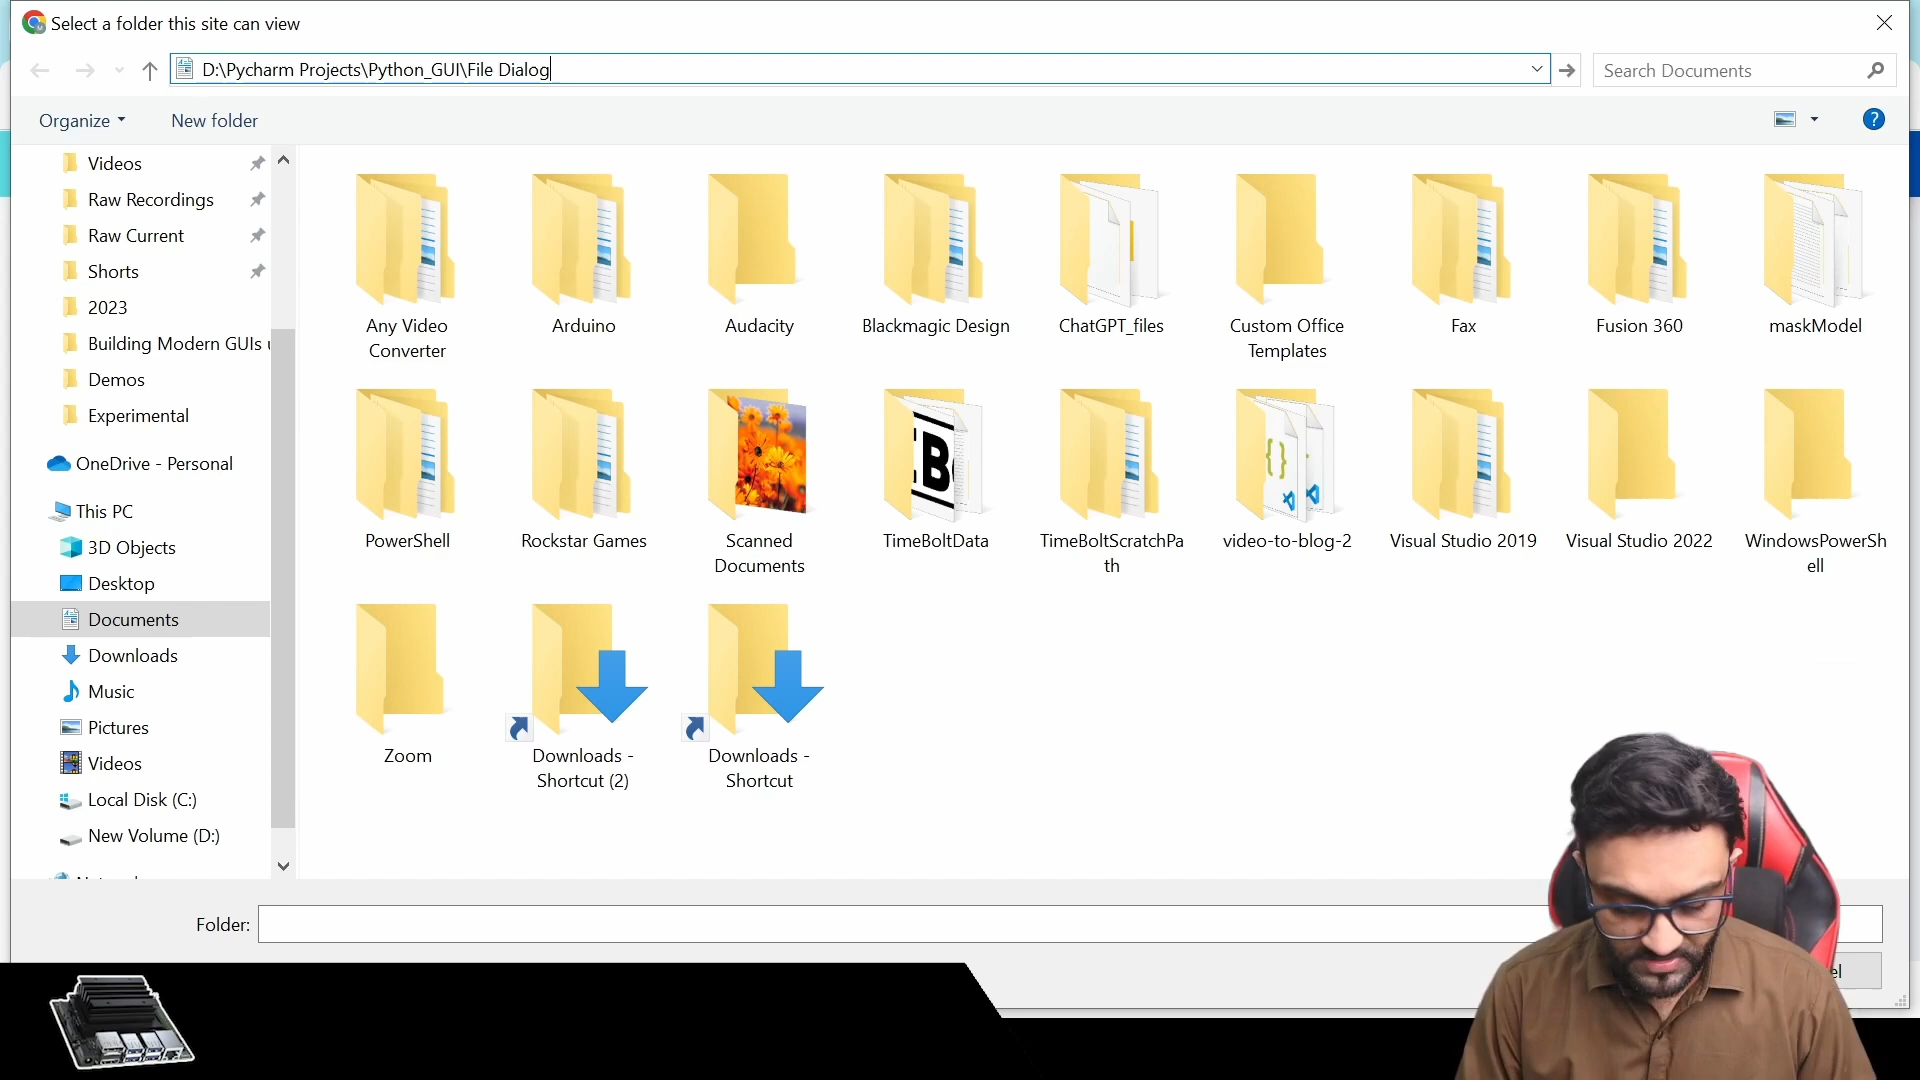 Select a folder this site can view
D:\Pycharm Projects\Python_GUI\File Dialog
Search Documents
Organize
New folder
?
Videos
Raw Recordings
Raw Current
Shorts
2023
Building Modern GUIs
Demos
Experimental
OneDrive - Personal
This PC
3D Objects
Desktop
Documents
Downloads
Music
Pictures
Videos
Local Disk (C:)
New Volume (D:)
Any Video
Converter
Arduino
Audacity
Blackmagic Design
ChatGPT_files
Custom Office
Templates
Fax
Fusion 360
maskModel
PowerShell
Rockstar Games
Scanned
Documents
TimeBoltData
TimeBoltScratchPa
th
video-to-blog-2
Visual Studio 2019
Visual Studio 2022
WindowsPowerSh
ell
Zoom
Downloads -
Shortcut (2)
Downloads -
Shortcut
Folder: